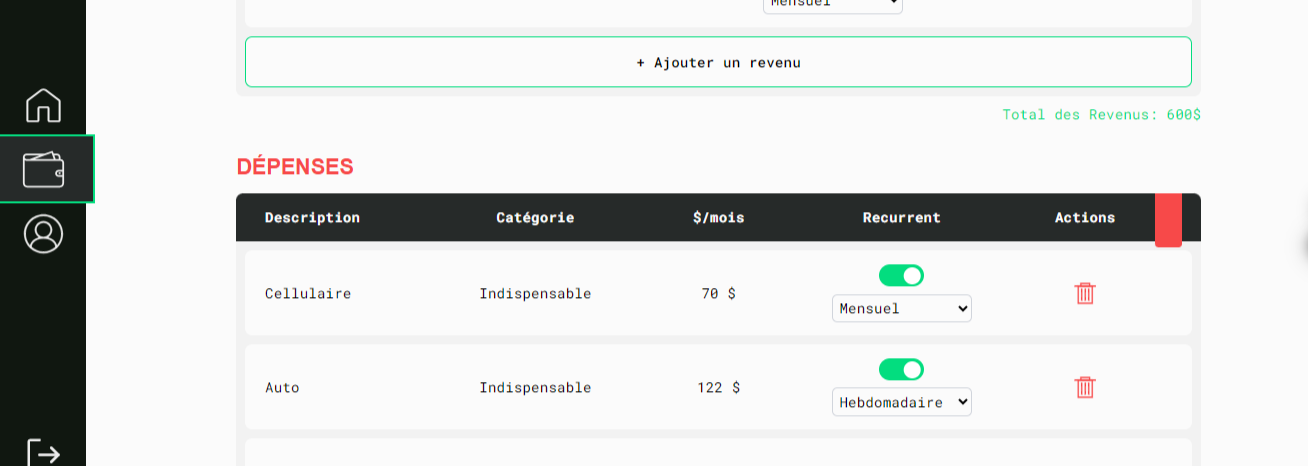 Mensuel
+ Ajouter un revenu
Total des Revenus: 600$
DÉPENSES
Description Catégorie $/mois Recurrent Actions
Cellulaire Indispensable 70 $
Mensuel
Auto Indispensable 122 $
Hebdomadaire